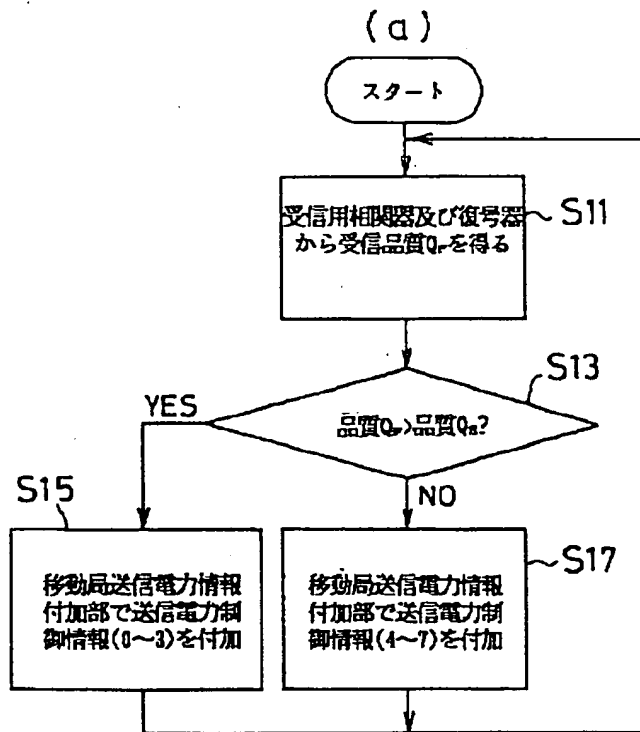 (a)
スタート
受信用相関器及び復号器
から受信品質Qrを得る
S11
S13
品質Qr>品質Qs?
YES
NO
S15
移動局送信電力情報
付加部で送信電力制
御情報(0~3)を付加
移動局送信電力情報
付加部で送信電力制
御情報(4~7)を付加
S17